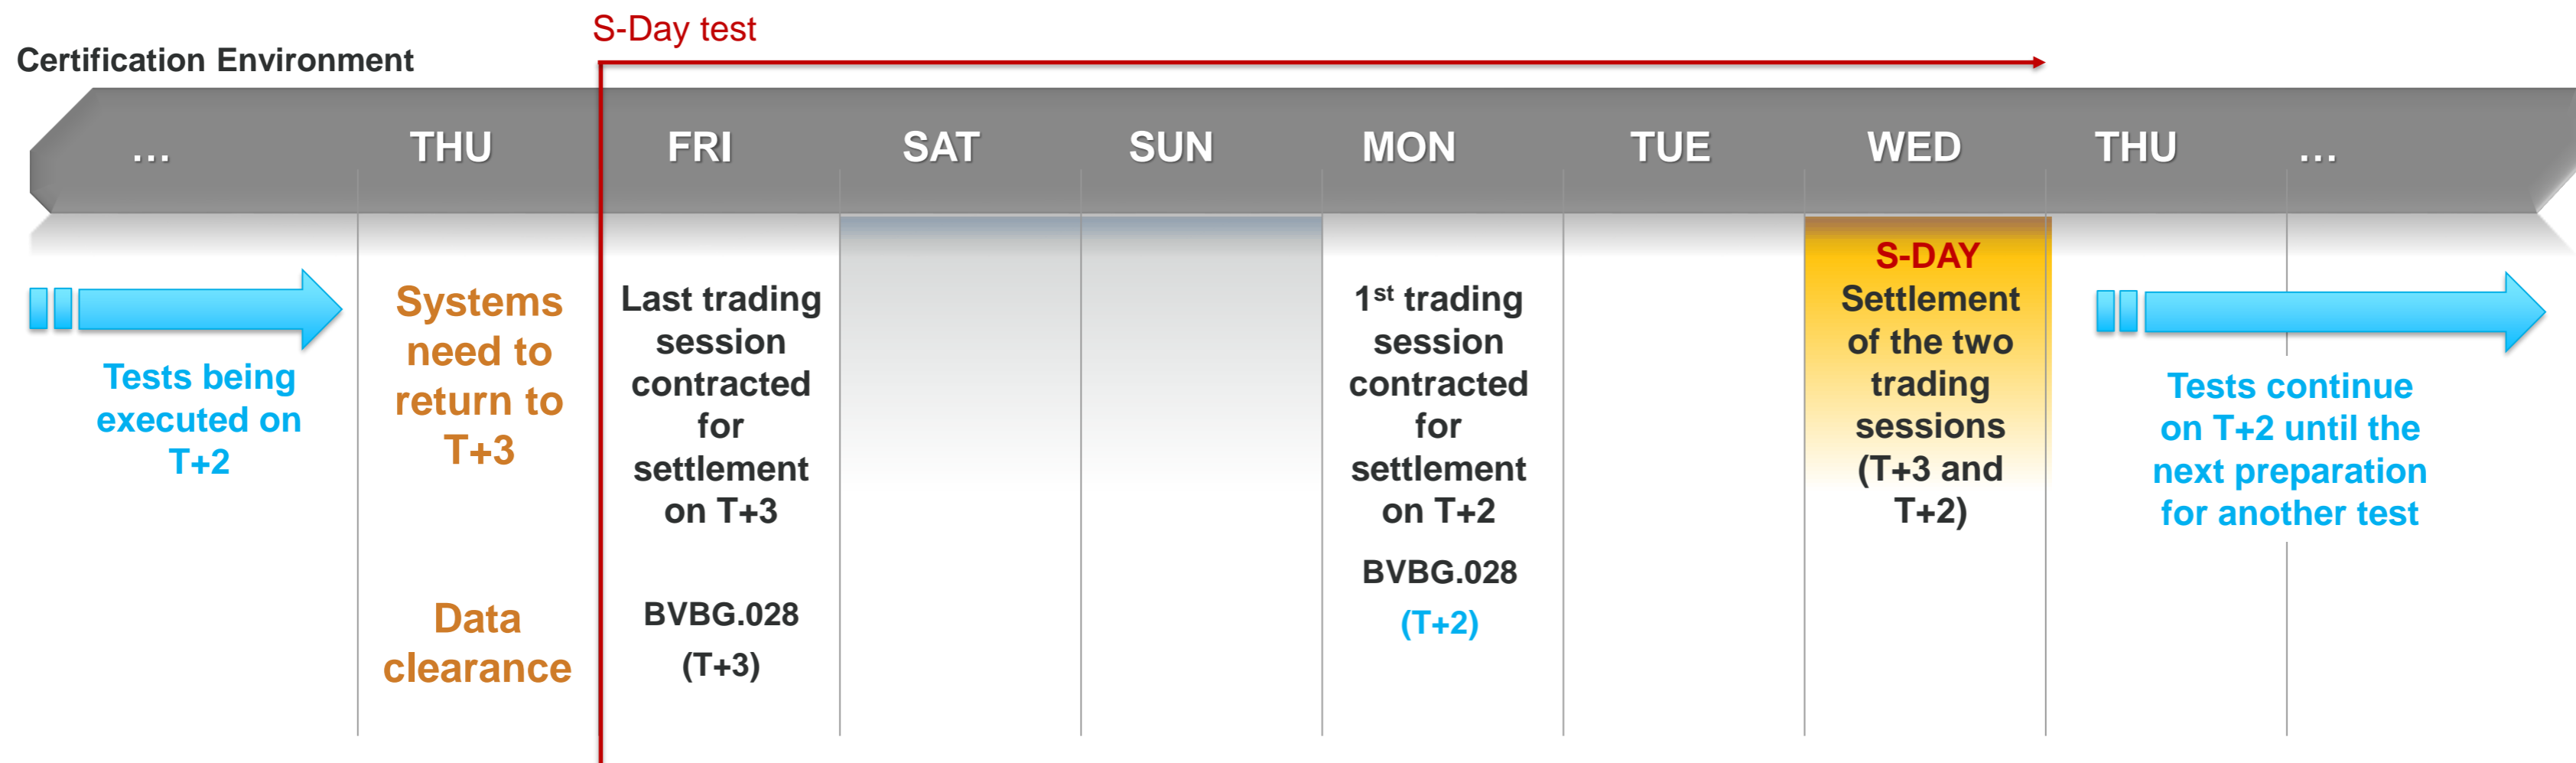 S-Day test
Certification Environment
… THU FRI SAT SUN MON TUE WED THU …
Tests being
executed on
T+2
Systems
need to
return to
T+3
Data
clearance
Last trading
session
contracted
for
settlement
on T+3
BVBG.028
(T+3)
1st trading
session
contracted
for
settlement
on T+2
BVBG.028
(T+2)
S-DAY
Settlement
of the two
trading
sessions
(T+3 and
T+2)
Tests continue
on T+2 until the
next preparation
for another test